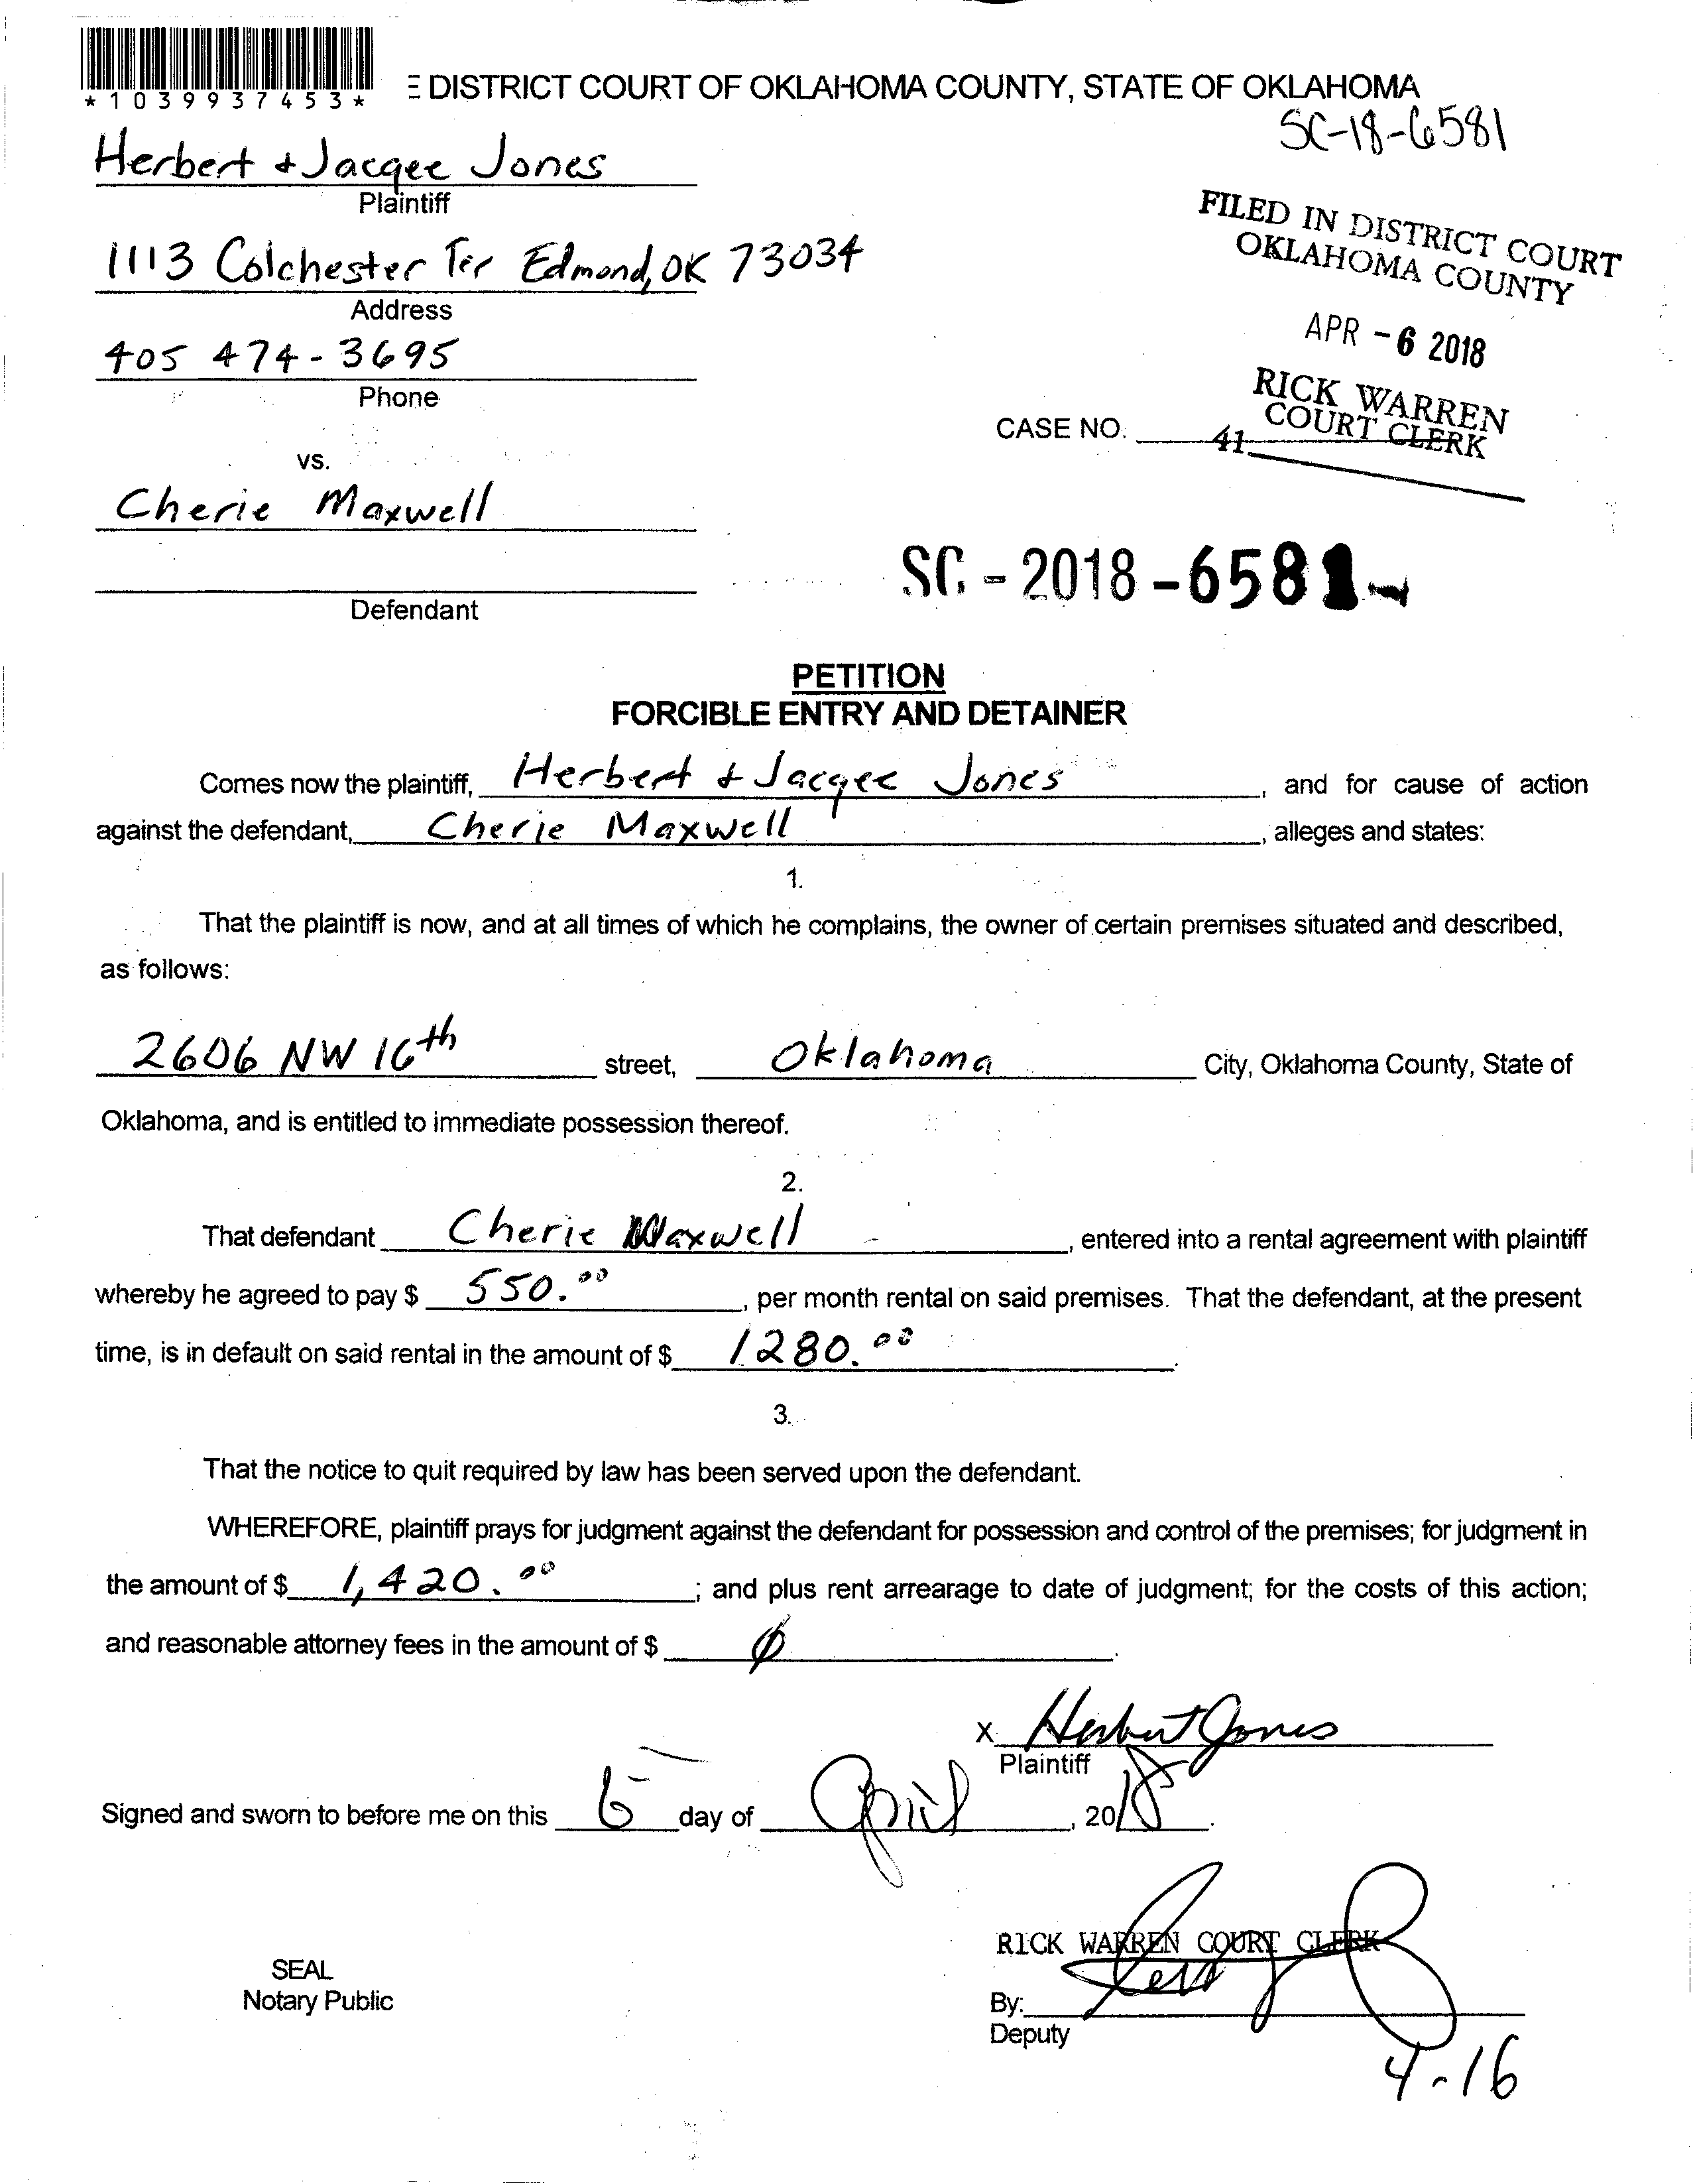 *1039937453*
E DISTRICT COURT OF OKLAHOMA COUNTY, STATE OF OKLAHOMA
SC-18-6581
Herbert + Jacqee Jones
Plaintiff
1113 Colchester Ter Edmond, OK 73034
Address
405 474-3695
Phone
FILED IN DISTRICT COURT
OKLAHOMA COUNTY
APR -6 2018
RICK WARREN
COURT CLERK
CASE NO.
41
vs.
Cherie Maxwell
Defendant
SC - 2018 - 6581
PETITION
FORCIBLE ENTRY AND DETAINER
Comes now the plaintiff, Herbert + Jacqee Jones, and for cause of action
against the defendant, Cherie Maxwell, alleges and states:
1.
That the plaintiff is now, and at all times of which he complains, the owner of certain premises situated and described,
as follows:
2606 NW 16th street, Oklahoma City, Oklahoma County, State of
Oklahoma, and is entitled to immediate possession thereof.
2.
That defendant Cherie Maxwell, entered into a rental agreement with plaintiff
whereby he agreed to pay $ 550.00, per month rental on said premises. That the defendant, at the present
time, is in default on said rental in the amount of $ 1280.00.
3.
That the notice to quit required by law has been served upon the defendant.
WHEREFORE, plaintiff prays for judgment against the defendant for possession and control of the premises; for judgment in
the amount of $ 1,420.00; and plus rent arrearage to date of judgment; for the costs of this action;
and reasonable attorney fees in the amount of $ ∅.
X Herbert Jones
Plaintiff
Signed and sworn to before me on this 6 day of April, 2018.
RICK WARREN COURT CLERK
SEAL
Notary Public
By:
Deputy
4-16